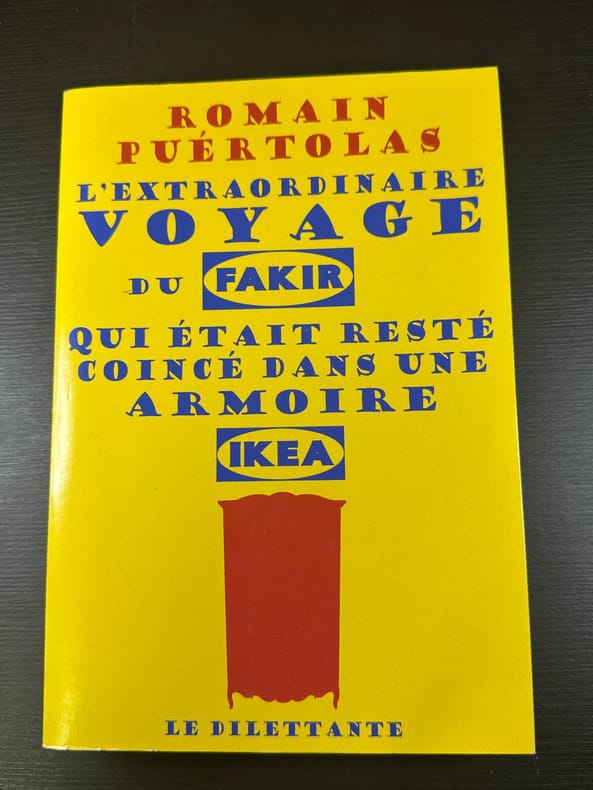 ROMAIN
PUÉRTOLAS
L'EXTRAORDINAIRE
VOYAGE
DU FAKIR
QUI ÉTAIT RESTÉ
COINCÉ DANS UNE
ARMOIRE
IKEA
LE DILETTANTE